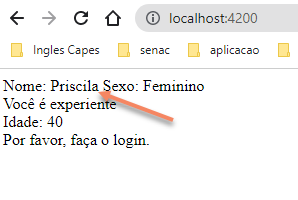 localhost:4200
Ingles Capes senac aplicacao
Nome: Priscila Sexo: Feminino
Você é experiente
Idade: 40
Por favor, faça o login.